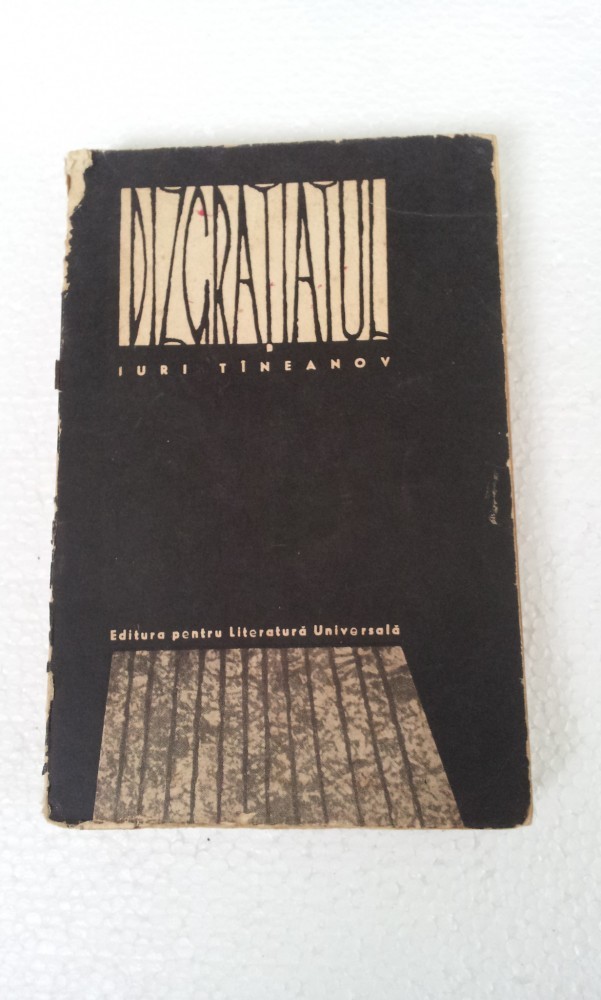 DIZGRAȚIATUL
IURI TÎNEANOV
Editura pentru Literatură Universală